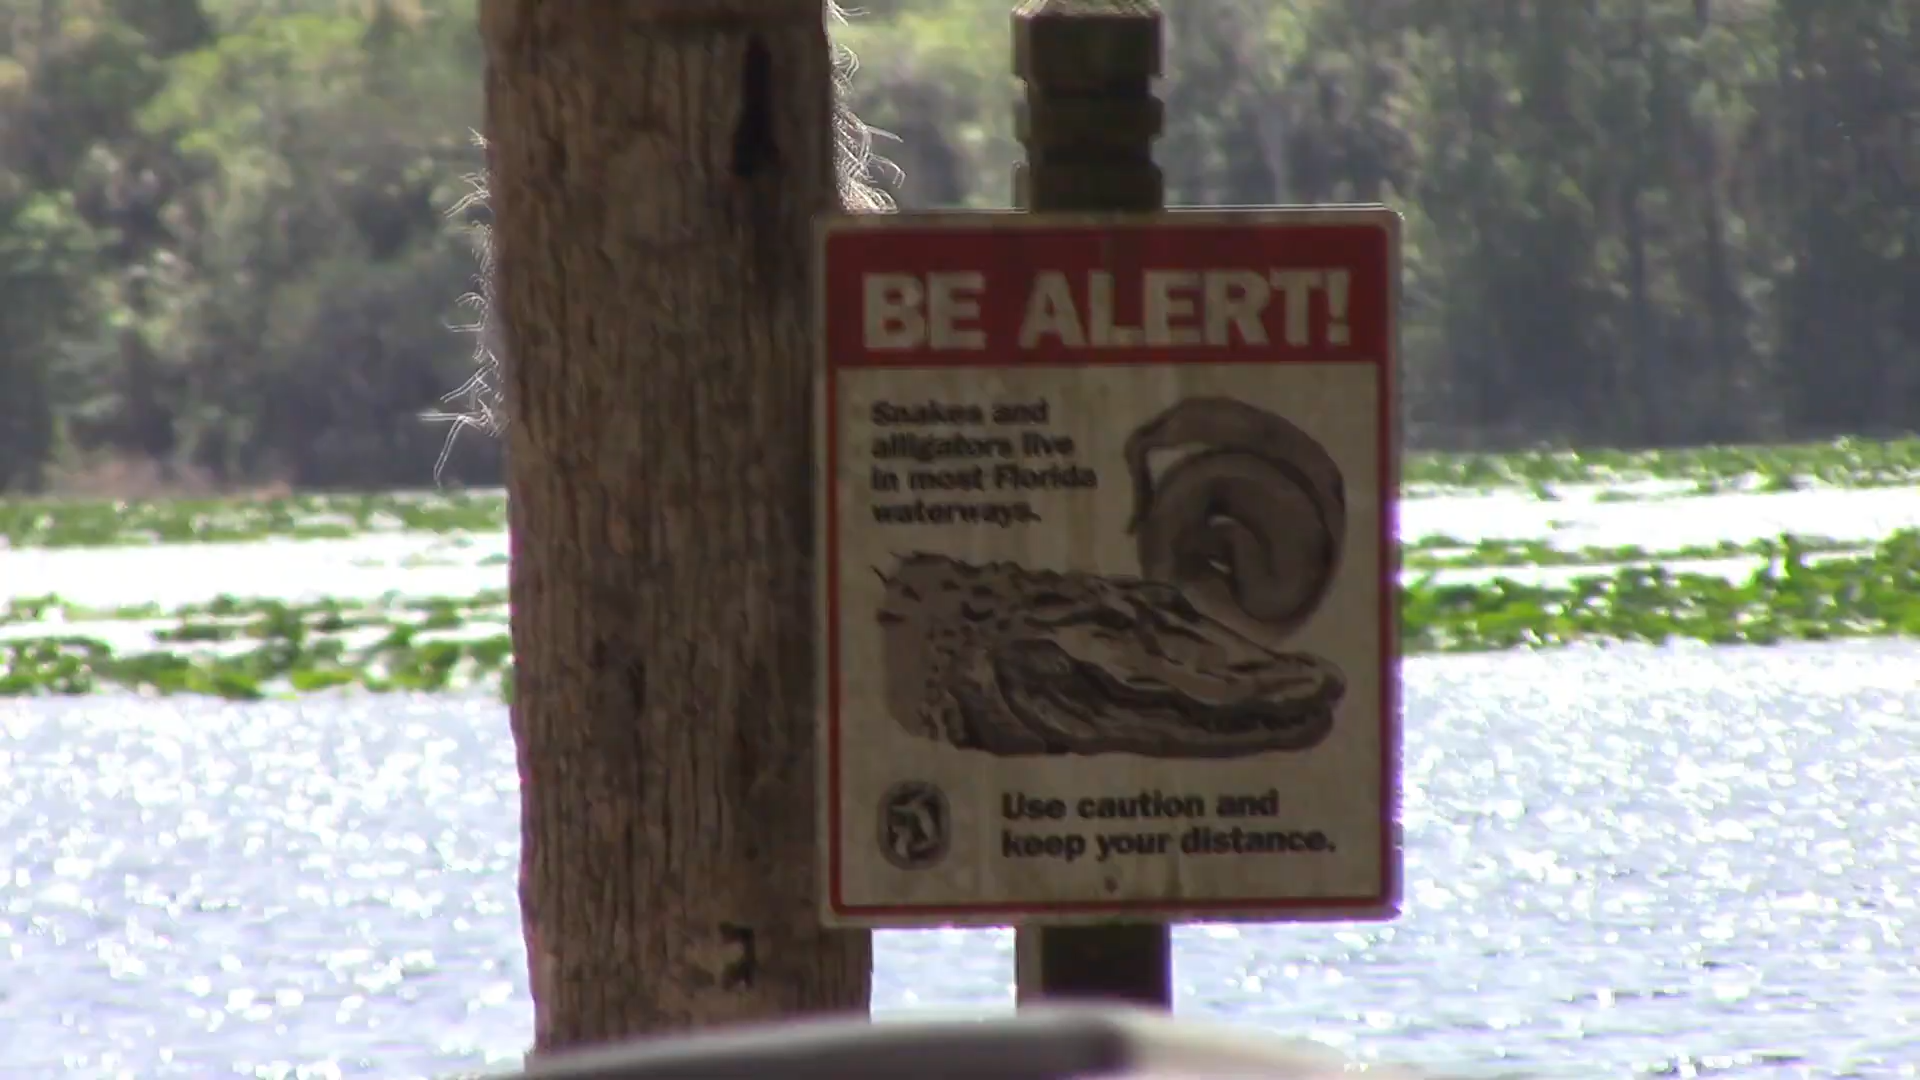 BE ALERT!
Snakes and
alligators live
in most Florida
waterways.
Use caution and
keep your distance.